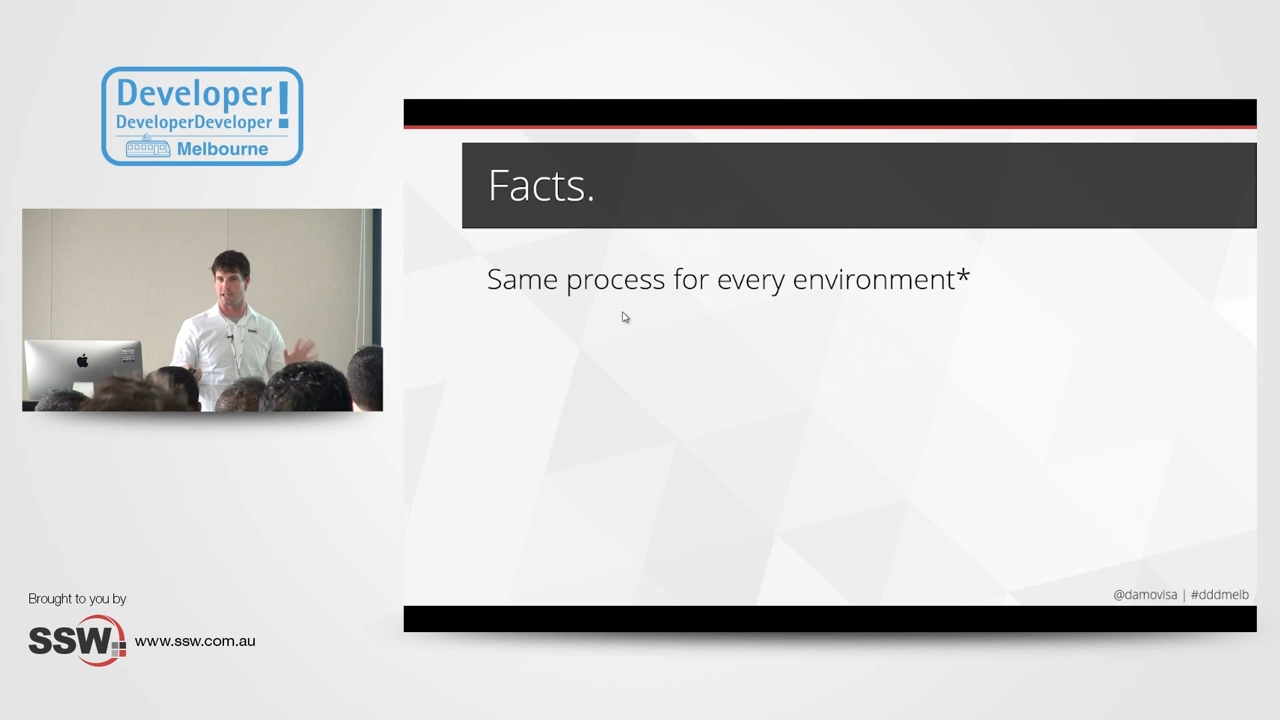 Developer!
DeveloperDeveloper
Melbourne
Facts.
Same process for every environment*
@damovisa | #dddmelb
Brought to you by
SSW
www.ssw.com.au